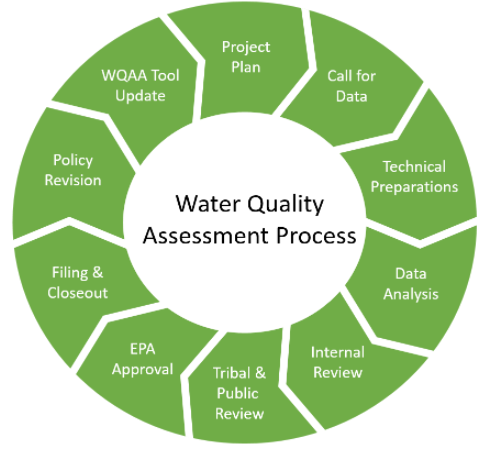 Project
Plan
Call for
Data
Technical
Preparations
Data
Analysis
Internal
Review
Tribal &
Public
Review
EPA
Approval
Filing &
Closeout
Policy
Revision
WQAA Tool
Update
Water Quality
Assessment Process